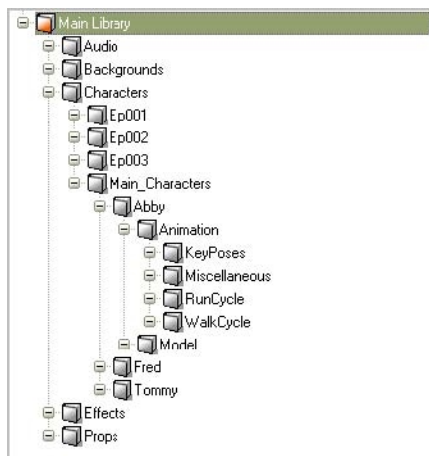 Main Library
Audio
Backgrounds
Characters
Ep001
Ep002
Ep003
Main_Characters
Abby
Animation
KeyPoses
Miscellaneous
RunCycle
WalkCycle
Model
Fred
Tommy
Effects
Props